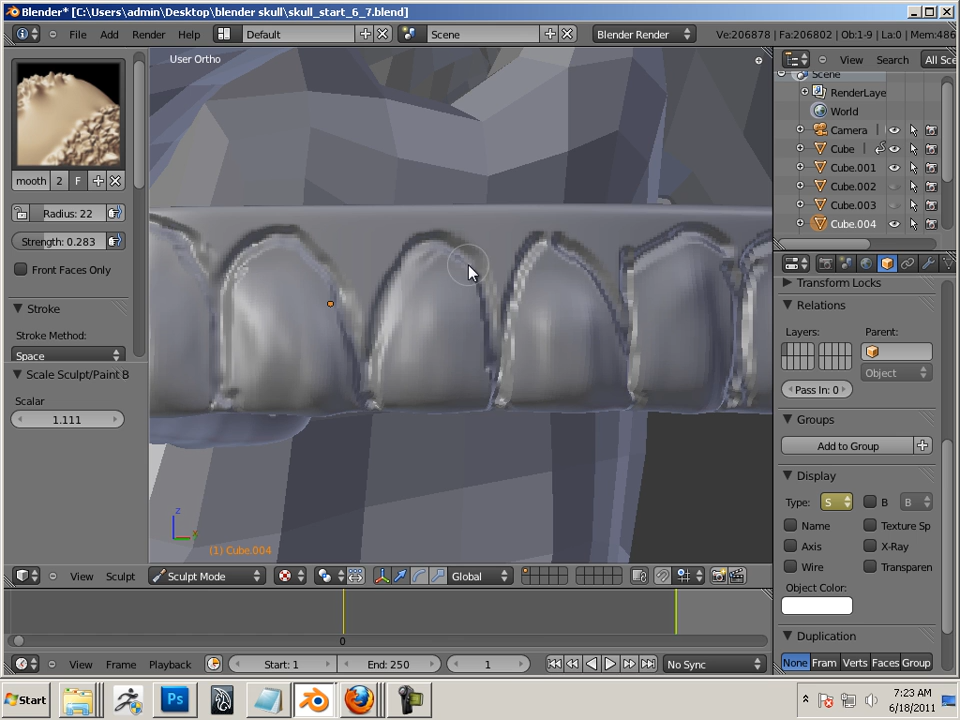 Blender* [C:\Users\admin\Desktop\blender skull\skull_start_6_7.blend]
File Add Render Help Default Scene Blender Render Ve:206878 | Fa:206802 | Ob:1-9 | La:0 | Mem:486
User Ortho
View Search All Sce
Scene
RenderLaye
World
Camera
Cube
Cube.001
Cube.002
Cube.003
Cube.004
mooth 2 F
Radius: 22
Strength: 0.283
Front Faces Only
Stroke
Stroke Method:
Space
Scale Sculpt/Paint B
Scalar
1.111
Transform Locks
Relations
Layers: Parent:
Object
Pass In: 0
Groups
Add to Group
Display
Type: S B B
Name Texture Sp
Axis X-Ray
Wire Transparen
Object Color:
Duplication
None Fram Verts Faces Group
z
(1) Cube.004
View Sculpt Sculpt Mode Global
0
View Frame Playback Start: 1 End: 250 1 No Sync
Start Ps 7:23 AM
6/18/2011